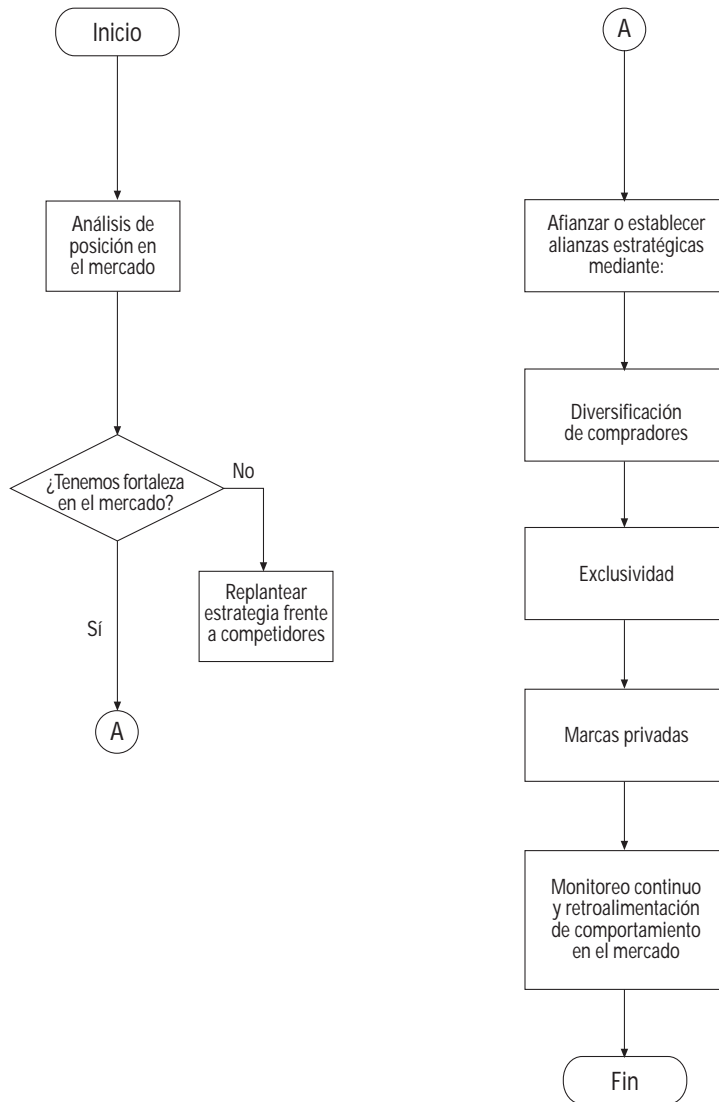 Inicio
Análisis de
posición en
el mercado
¿Tenemos fortaleza
en el mercado?
No
Replantear
estrategia frente
a competidores
Sí
A
A
Afianzar o establecer
alianzas estratégicas
mediante:
Diversificación
de compradores
Exclusividad
Marcas privadas
Monitoreo continuo
y retroalimentación
de comportamiento
en el mercado
Fin